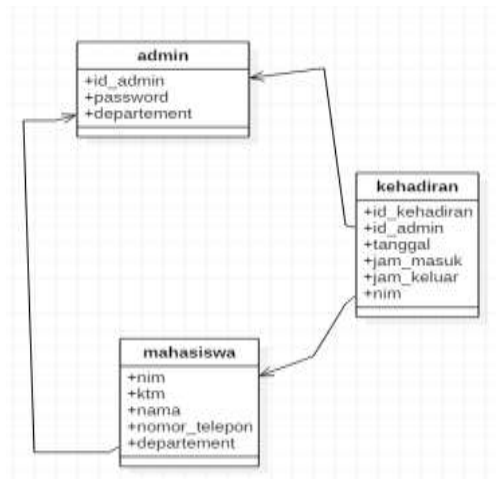 admin
+id_admin
+password
+departement
kehadiran
+id_kehadiran
+id_admin
+tanggal
+jam_masuk
+jam_keluar
+nim
mahasiswa
+nim
+ktm
+nama
+nomor_telepon
+departement